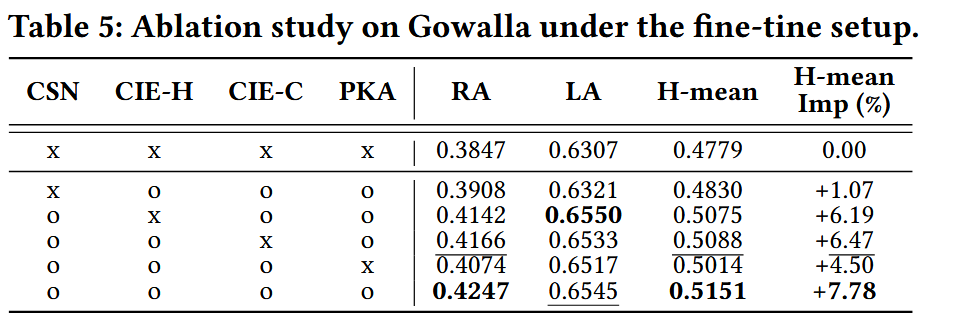 Table 5: Ablation study on Gowalla under the fine-tine setup.
CSN CIE-H CIE-C PKA RA LA H-mean H-mean Imp (%)
x x x x 0.3847 0.6307 0.4779 0.00
x o o o 0.3908 0.6321 0.4830 +1.07
o x o o 0.4142 0.6550 0.5075 +6.19
o o x o 0.4166 0.6533 0.5088 +6.47
o o o x 0.4074 0.6517 0.5014 +4.50
o o o o 0.4247 0.6545 0.5151 +7.78